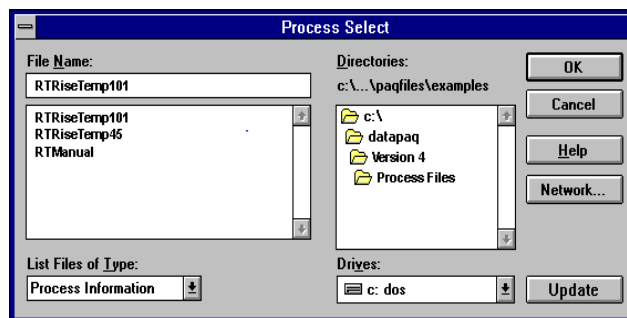 Process Select
File Name:
RTRiseTemp101
RTRiseTemp101
RTRiseTemp45
RTManual
List Files of Type:
Process Information
Directories:
c:\...\paqfiles\examples
c:\
datapaq
Version 4
Process Files
Drives:
c: dos
OK
Cancel
Help
Network...
Update